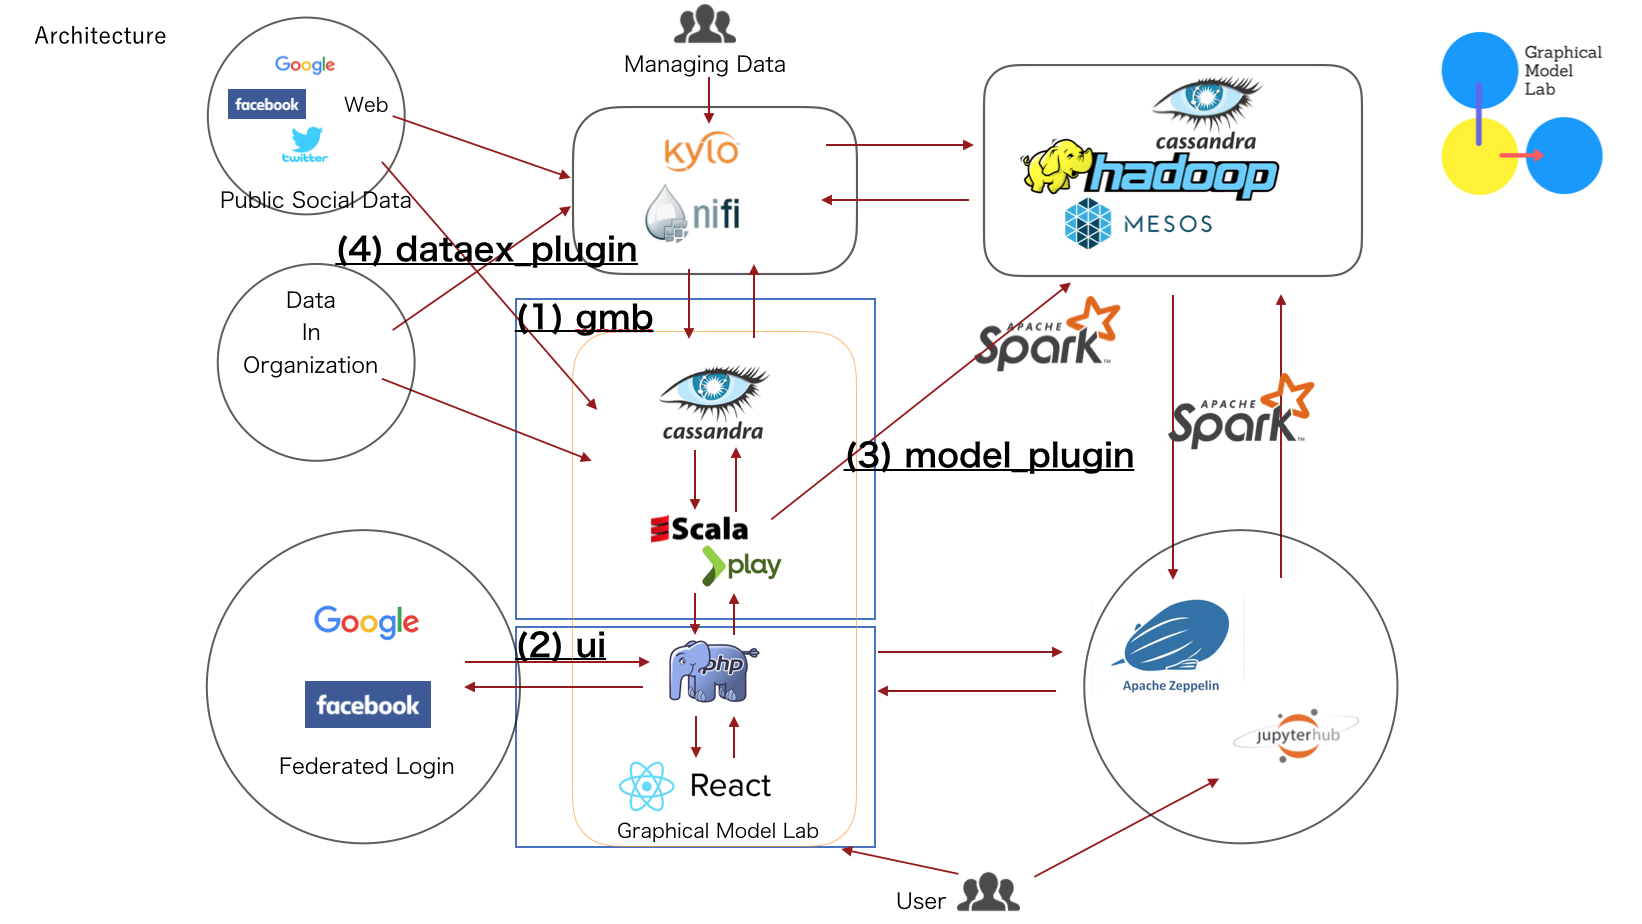 Architecture
Google
facebook
Web
twitter
Public Social Data
Managing Data
kylo
nifi
cassandra
hadoop
MESOS
Graphical
Model
Lab
(4) dataex_plugin
Data
In
Organization
(1) gmb
cassandra
APACHE
Spark™
APACHE
Spark™
(3) model_plugin
Scala
play
Google
facebook
Federated Login
(2) ui
php
React
Graphical Model Lab
Apache Zeppelin
jupyterhub
User